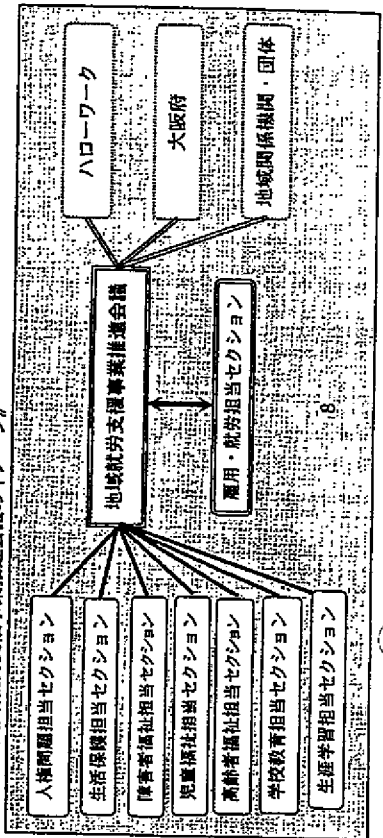 人権問題担当セクション
生活保護担当セクション
障害者福祉担当セクション
児童福祉担当セクション
高齢者福祉担当セクション
学校教育担当セクション
生涯学習担当セクション
地域就労支援事業推進会議
雇用・就労担当セクション
ハローワーク
大阪府
地域関係機関・団体
8